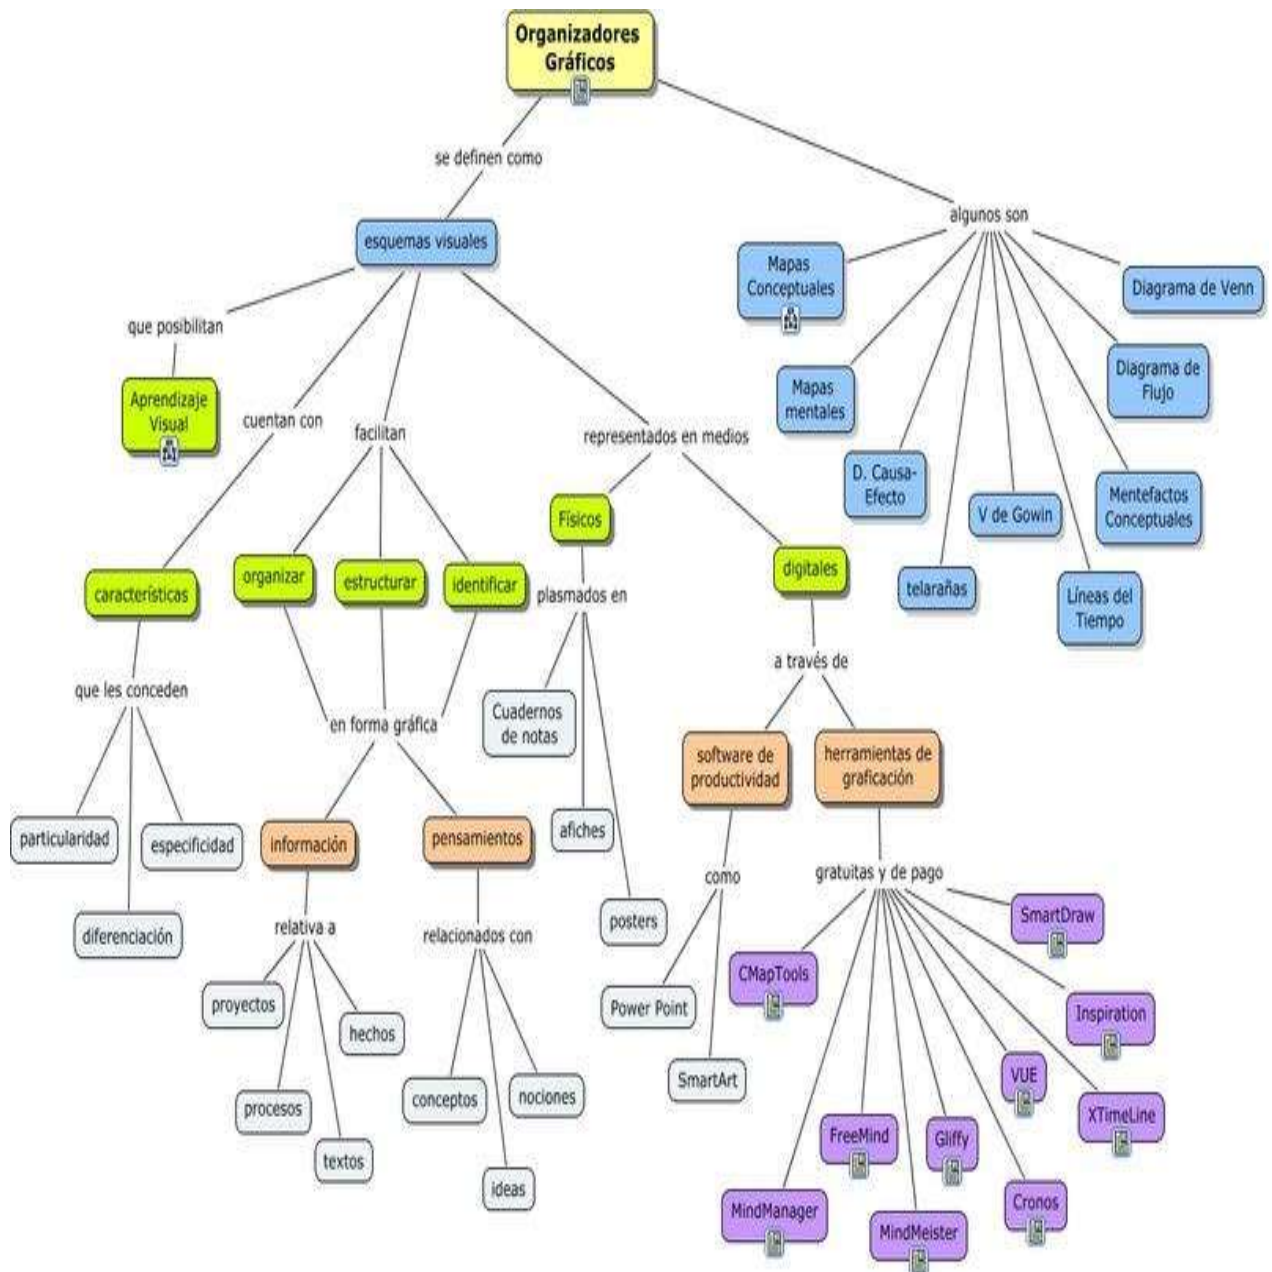 Organizadores
Gráficos
se definen como
algunos son
esquemas visuales
Mapas
Conceptuales
Diagrama de Venn
que posibilitan
Diagrama de
Flujo
Aprendizaje
Visual
Mapas
mentales
cuentan con
facilitan
representados en medios
D. Causa-
Efecto
Mentefactos
Conceptuales
V de Gowin
Físicos
digitales
organizar
estructurar
identificar
telarañas
Líneas del
Tiempo
características
plasmados en
a través de
que les conceden
en forma gráfica
Cuadernos
de notas
software de
productividad
herramientas de
graficación
particularidad
especificidad
información
pensamientos
afiches
como
gratuitas y de pago
diferenciación
relativa a
relacionados con
posters
SmartDraw
CMapTools
proyectos
hechos
Power Point
Inspiration
SmartArt
VUE
procesos
conceptos
nociones
XTimeLine
textos
FreeMind
Gliffy
ideas
MindManager
MindMeister
Cronos